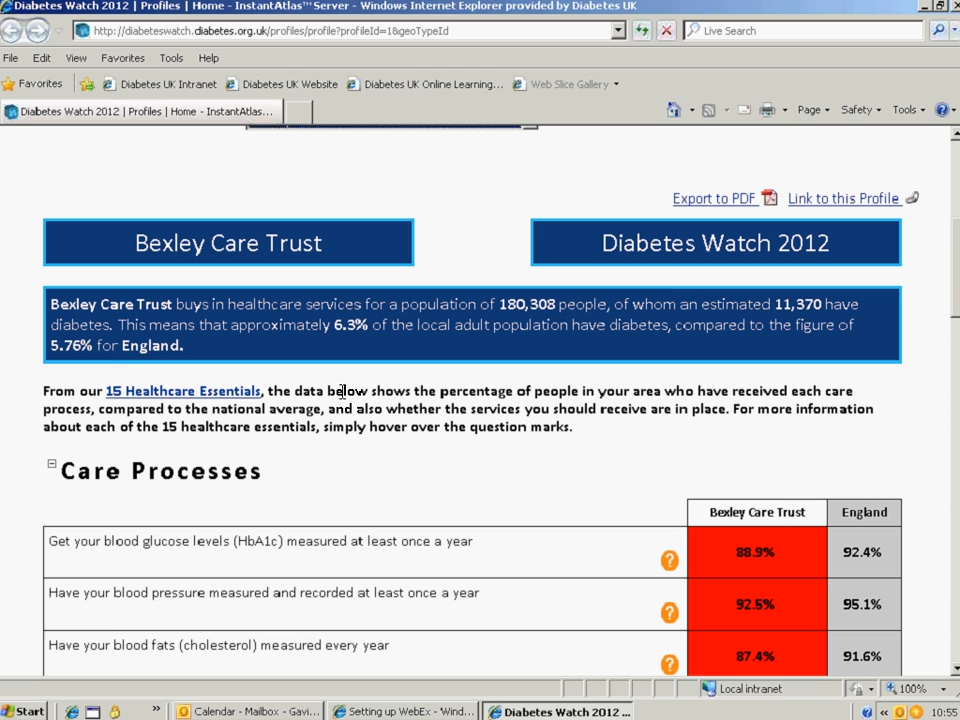 Diabetes Watch 2012 | Profiles | Home - InstantAtlas™ Server - Windows Internet Explorer provided by Diabetes UK
http://diabeteswatch.diabetes.org.uk/profiles/profile?profileId=1&geoTypeId
Live Search
File Edit View Favorites Tools Help
Favorites Diabetes UK Intranet Diabetes UK Website Diabetes UK Online Learning... Web Slice Gallery
Diabetes Watch 2012 | Profiles | Home - InstantAtlas... Page Safety Tools
Export to PDF Link to this Profile
Bexley Care Trust Diabetes Watch 2012
Bexley Care Trust buys in healthcare services for a population of 180,308 people, of whom an estimated 11,370 have
diabetes. This means that approximately 6.3% of the local adult population have diabetes, compared to the figure of
5.76% for England.
From our 15 Healthcare Essentials, the data below shows the percentage of people in your area who have received each care
process, compared to the national average, and also whether the services you should receive are in place. For more information
about each of the 15 healthcare essentials, simply hover over the question marks.
Care Processes
Bexley Care Trust England
Get your blood glucose levels (HbA1c) measured at least once a year ? 88.9% 92.4%
Have your blood pressure measured and recorded at least once a year ? 92.5% 95.1%
Have your blood fats (cholesterol) measured every year ? 87.4% 91.6%
Local intranet 100%
Start Calendar - Mailbox - Gavi... Setting up WebEx - Wind... Diabetes Watch 2012 ... 10:55